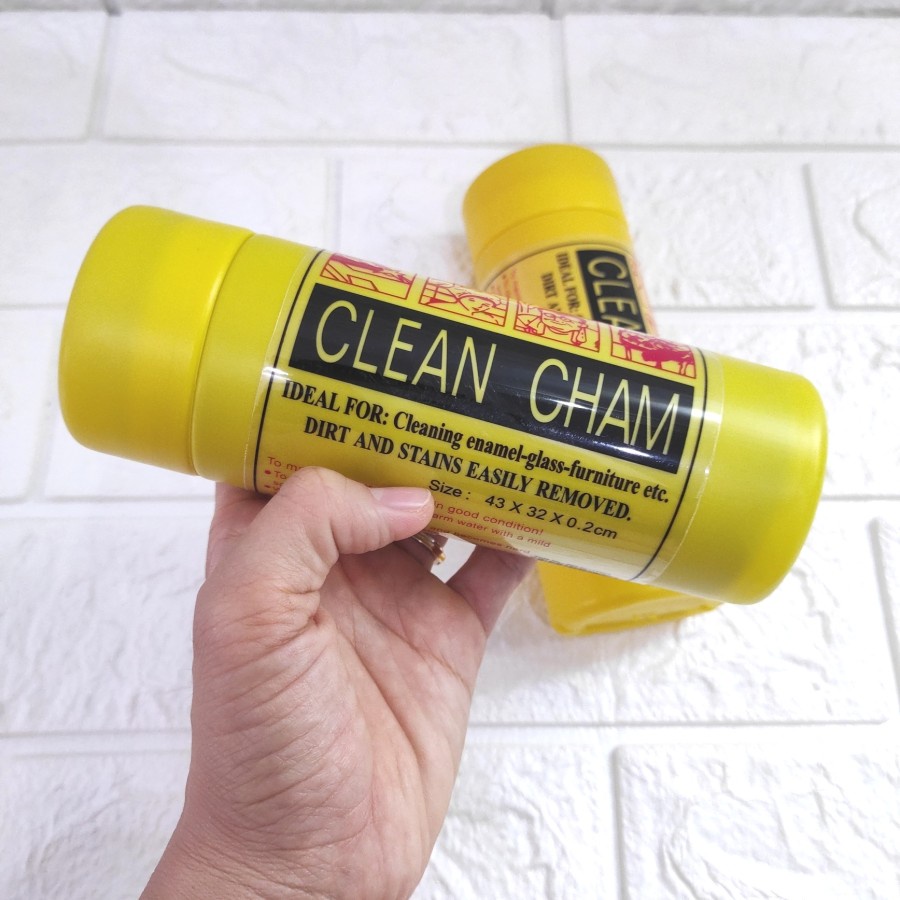 CLEAN CHAM
IDEAL FOR: Cleaning enamel-glass-furniture etc.
DIRT AND STAINS EASILY REMOVED.
Size : 43 X 32 X 0.2cm
To
in good condition!
warm water with a mild
CLEA
IDEAL FOR:
DIRT